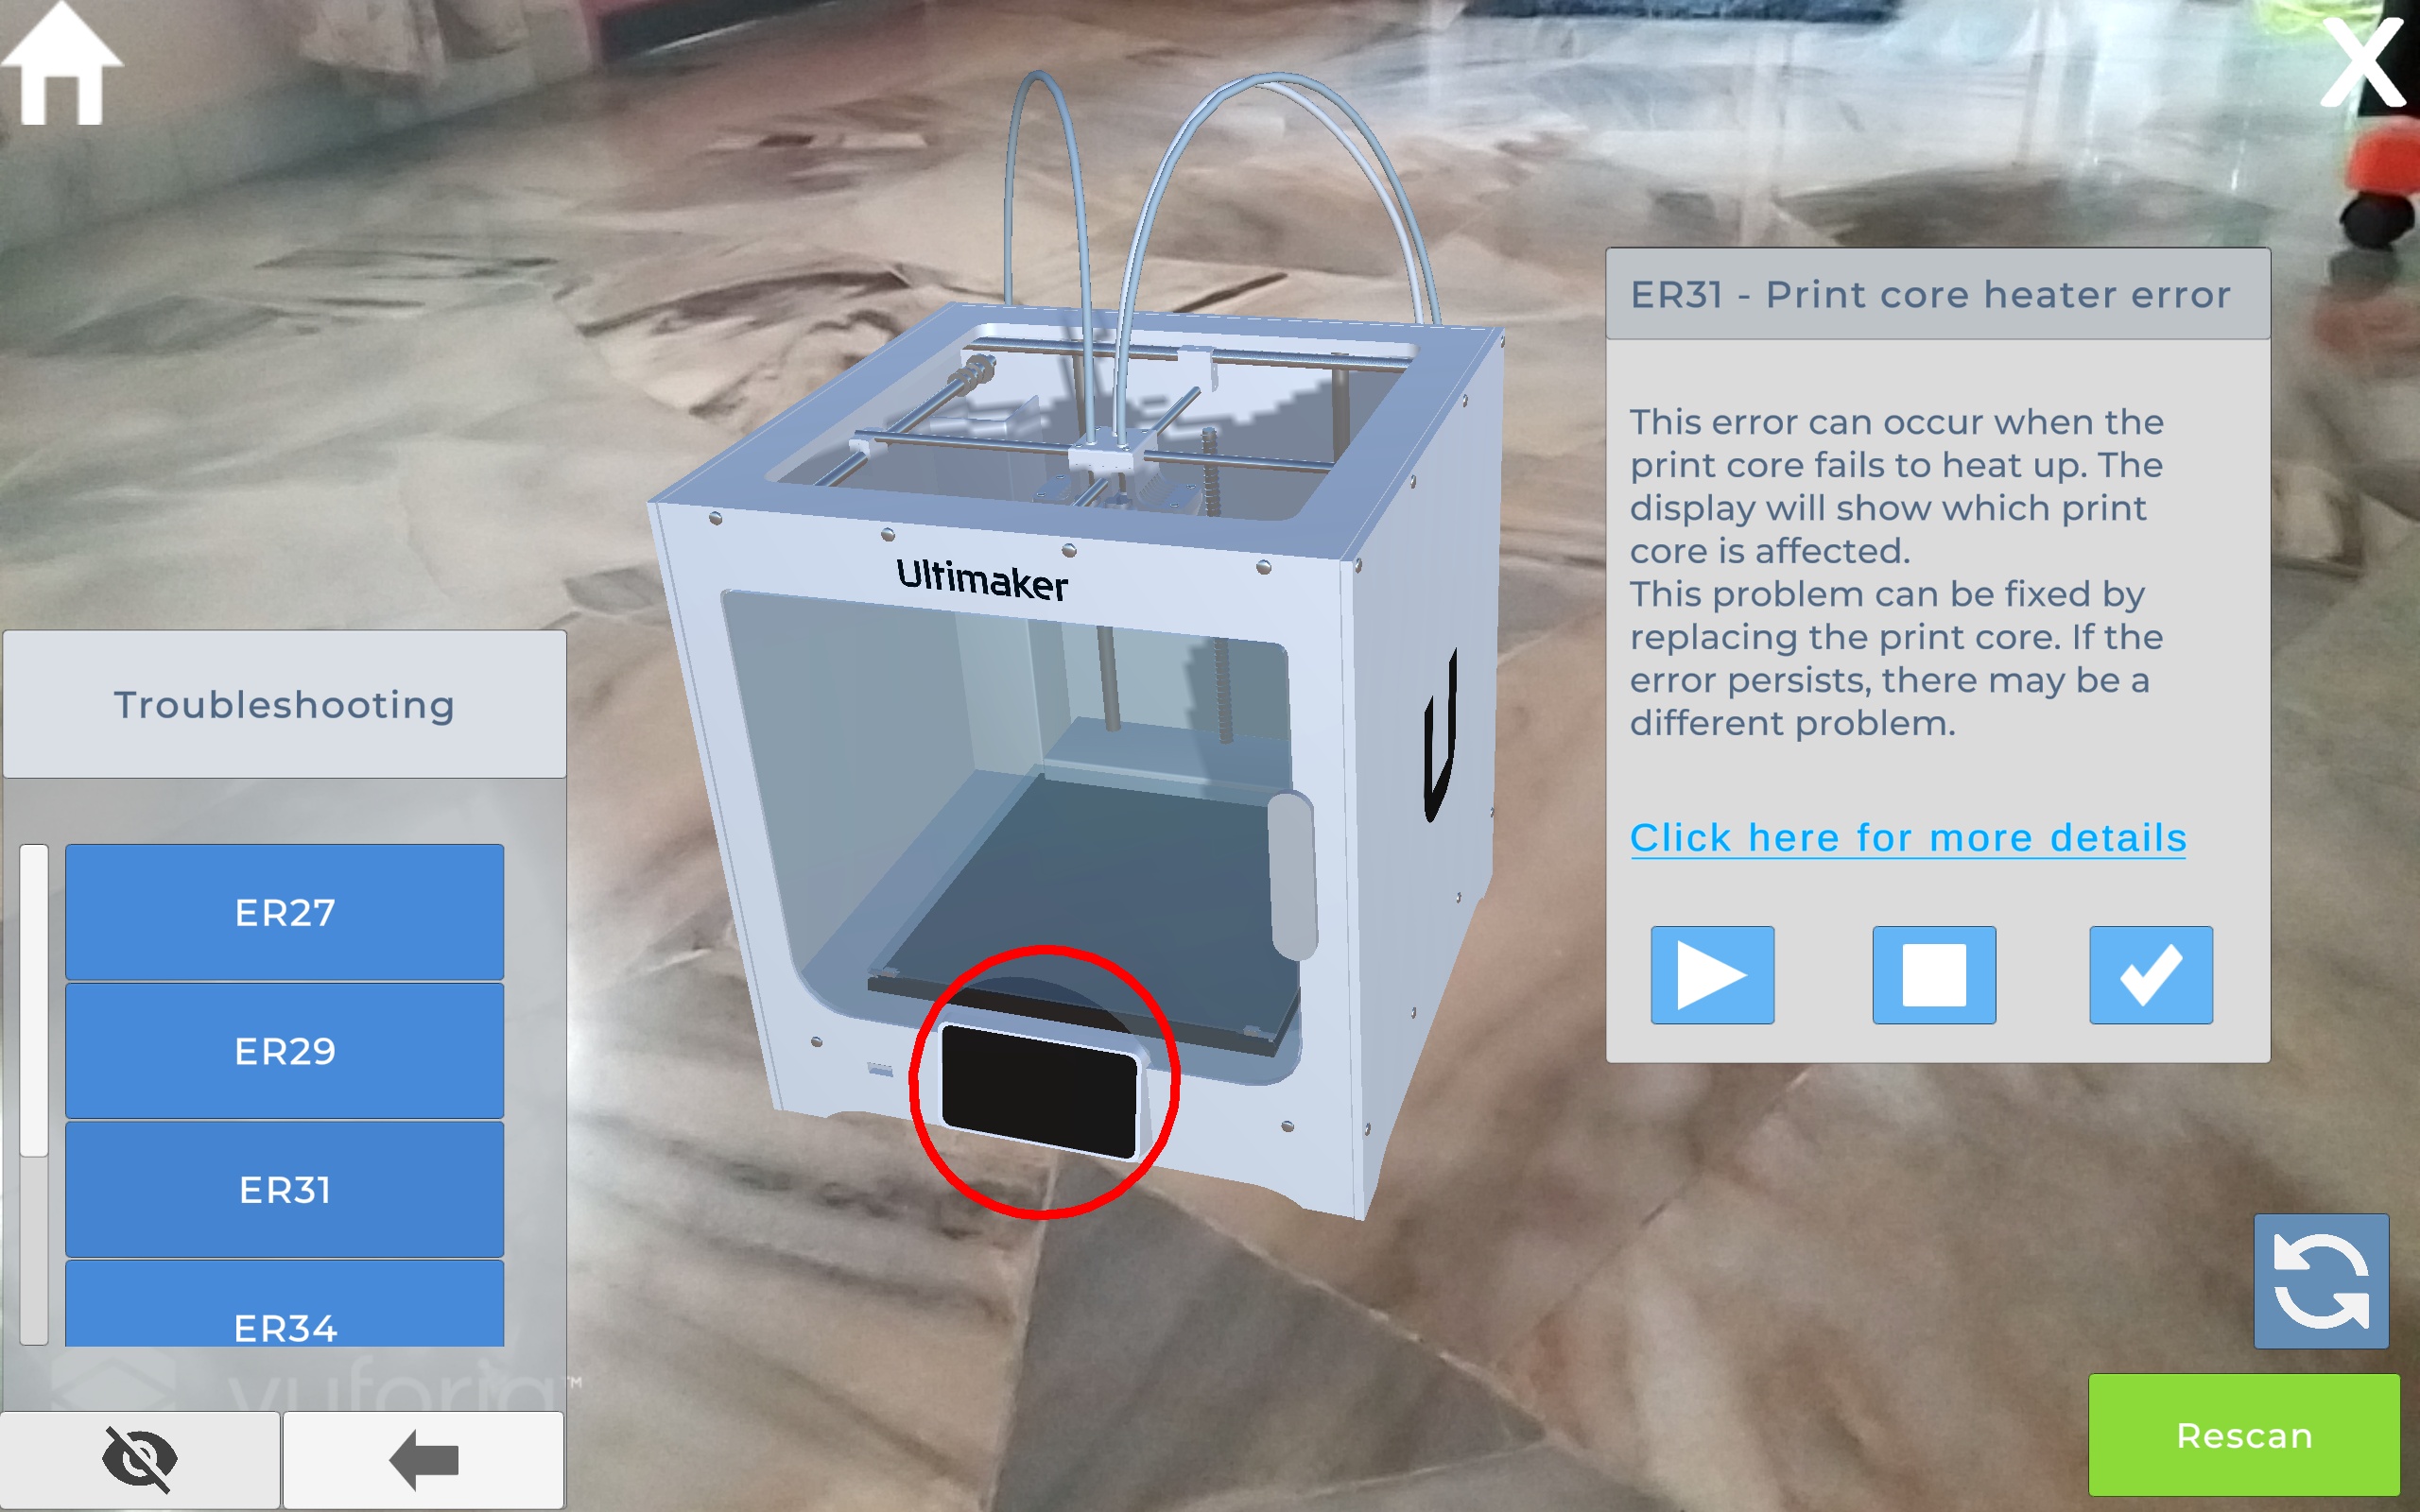 X
ER31 - Print core heater error
This error can occur when the
print core fails to heat up. The
display will show which print
core is affected.
This problem can be fixed by
replacing the print core. If the
error persists, there may be a
different problem.
Click here for more details
Ultimaker
U
Troubleshooting
ER27
ER29
ER31
ER34
vuforia™
Rescan